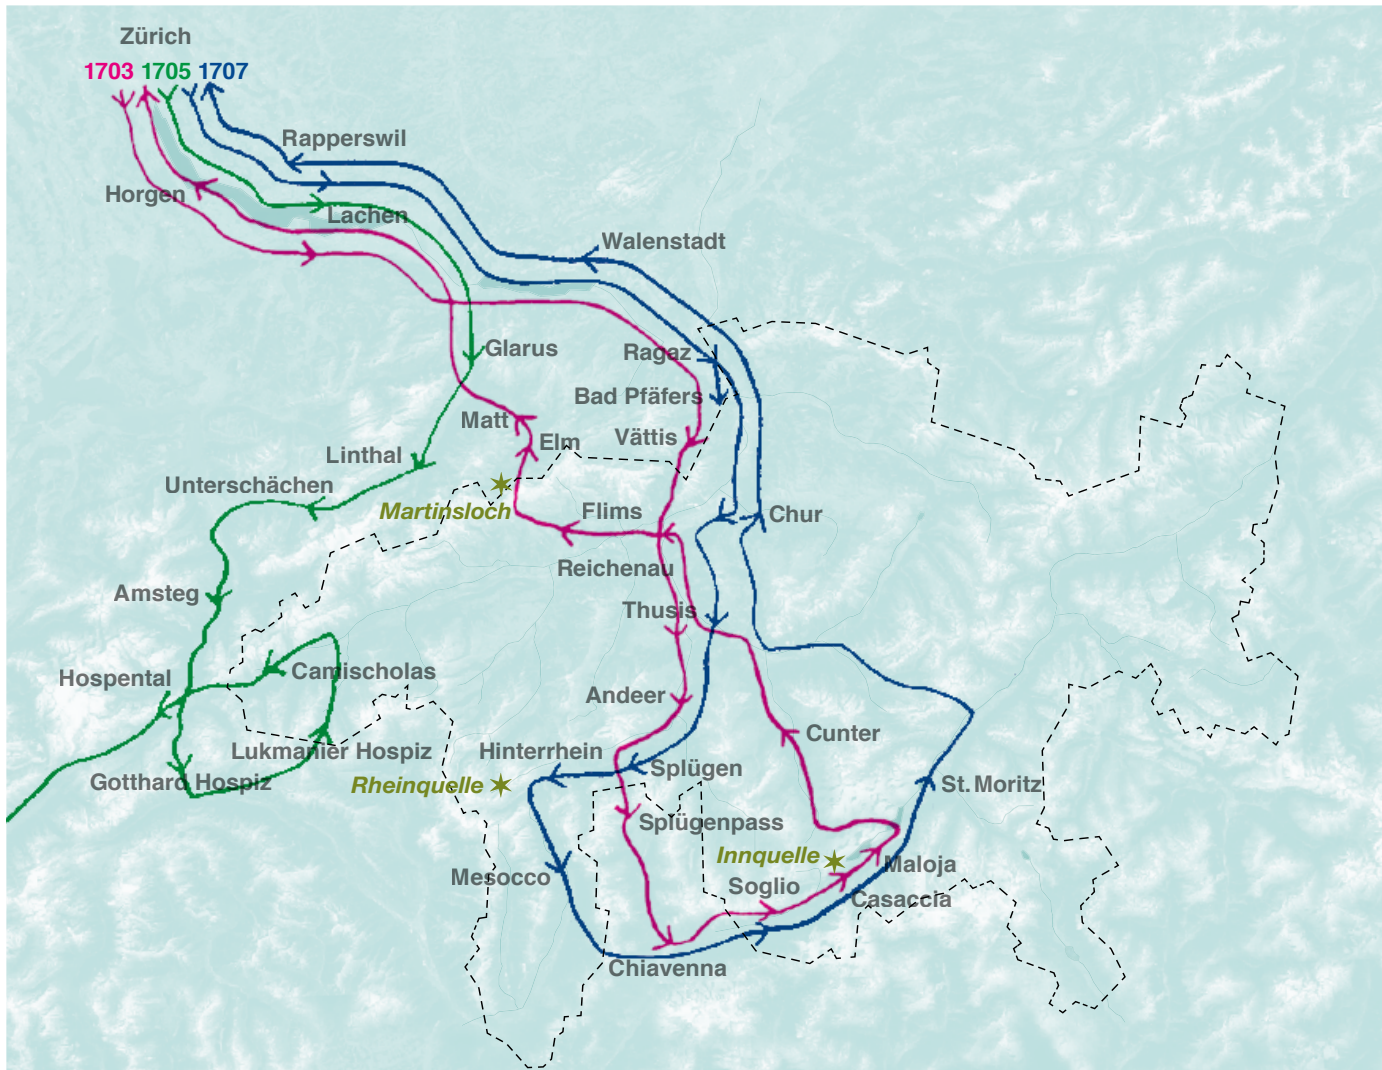 Zürich
1703 1705 1707
Rapperswil
Horgen
Lachen
Walenstadt
Glarus
Ragaz
Bad Pfäfers
Matt
Elm
Vättis
Linthal
Unterschächen
Martinsloch
Flims
Chur
Reichenau
Amsteg
Thusis
Hospental
Camischolas
Andeer
Cunter
Lukmanier Hospiz
Hinterrhein
Gotthard Hospiz
Rheinquelle
Splügen
St. Moritz
Splügenpass
Innquelle
Maloja
Mesocco
Soglio
Casaccia
Chiavenna